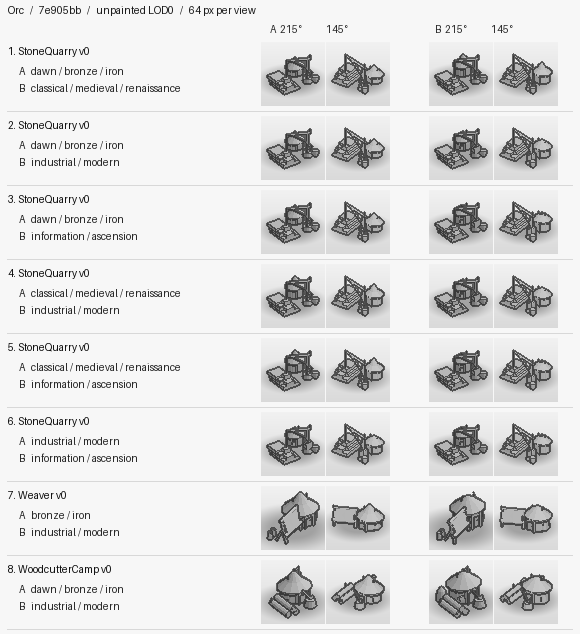 Orc / 7e905bb / unpainted LOD0 / 64 px per view
A 215° 145° B 215° 145°
1. StoneQuarry v0
A dawn / bronze / iron
B classical / medieval / renaissance
2. StoneQuarry v0
A dawn / bronze / iron
B industrial / modern
3. StoneQuarry v0
A dawn / bronze / iron
B information / ascension
4. StoneQuarry v0
A classical / medieval / renaissance
B industrial / modern
5. StoneQuarry v0
A classical / medieval / renaissance
B information / ascension
6. StoneQuarry v0
A industrial / modern
B information / ascension
7. Weaver v0
A bronze / iron
B industrial / modern
8. WoodcutterCamp v0
A dawn / bronze / iron
B industrial / modern